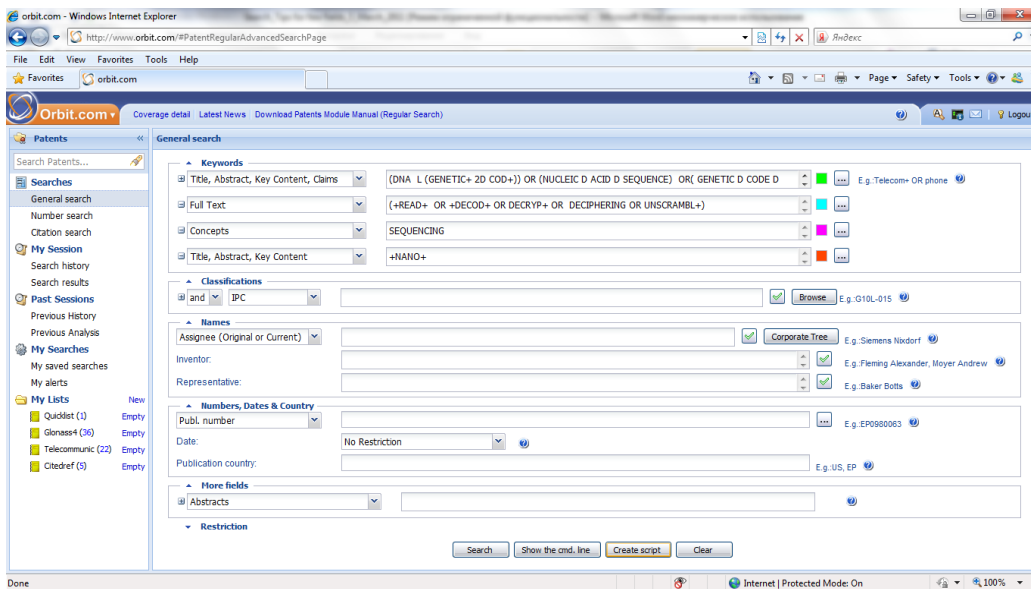 orbit.com - Windows Internet Explorer
http://www.orbit.com/#PatentRegularAdvancedSearchPage
Яндекс
File Edit View Favorites Tools Help
Favorites orbit.com Page Safety Tools
Orbit.com Coverage detail Latest News Download Patents Module Manual (Regular Search) Logou
Patents
Search Patents...
Searches
General search
Number search
Citation search
My Session
Search history
Search results
Past Sessions
Previous History
Previous Analysis
My Searches
My saved searches
My alerts
My Lists New
Quicklist (1) Empty
Glonass4 (36) Empty
Telecommunic (22) Empty
Citedref (5) Empty
General search
Keywords
Title, Abstract, Key Content, Claims (DNA L (GENETIC+ 2D COD+)) OR (NUCLEIC D ACID D SEQUENCE) OR( GENETIC D CODE D ... E.g.:Telecom+ OR phone
Full Text (+READ+ OR +DECOD+ OR DECRYP+ OR DECIPHERING OR UNSCRAMBL+) ...
Concepts SEQUENCING ...
Title, Abstract, Key Content +NANO+ ...
Classifications
and IPC Browse E.g.:G10L-015
Names
Assignee (Original or Current) Corporate Tree E.g.:Siemens Nixdorf
Inventor: E.g.:Fleming Alexander, Moyer Andrew
Representative: E.g.:Baker Botts
Numbers, Dates & Country
Publ. number ... E.g.:EP0980063
Date: No Restriction
Publication country: E.g.:US, EP
More fields
Abstracts
Restriction
Search Show the cmd. line Create script Clear
Done Internet | Protected Mode: On 100%